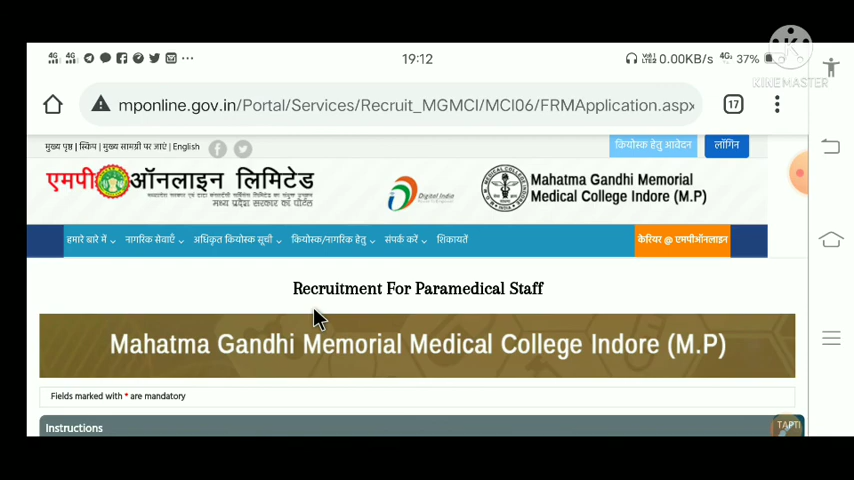 19:12
0.00KB/s 4G 37%
KINEMASTER
mponline.gov.in/Portal/Services/Recruit_MGMCI/MCI06/FRMApplication.aspx
17
मुख्य पृष्ठ | स्किप | मुख्य सामग्री पर जाएं | English
कियोस्क हेतु आवेदन
लॉगिन
एमपी ऑनलाइन लिमिटेड
मध्य प्रदेश सरकार का पोर्टल
Digital India
Mahatma Gandhi Memorial
Medical College Indore (M.P)
हमारे बारे में
नागरिक सेवाएँ
अधिकृत कियोस्क सूची
कियोस्क/नागरिक हेतु
संपर्क करें
शिकायतें
केरियर @ एमपीऑनलाइन
Recruitment For Paramedical Staff
Mahatma Gandhi Memorial Medical College Indore (M.P)
Fields marked with * are mandatory
Instructions
TAPTI